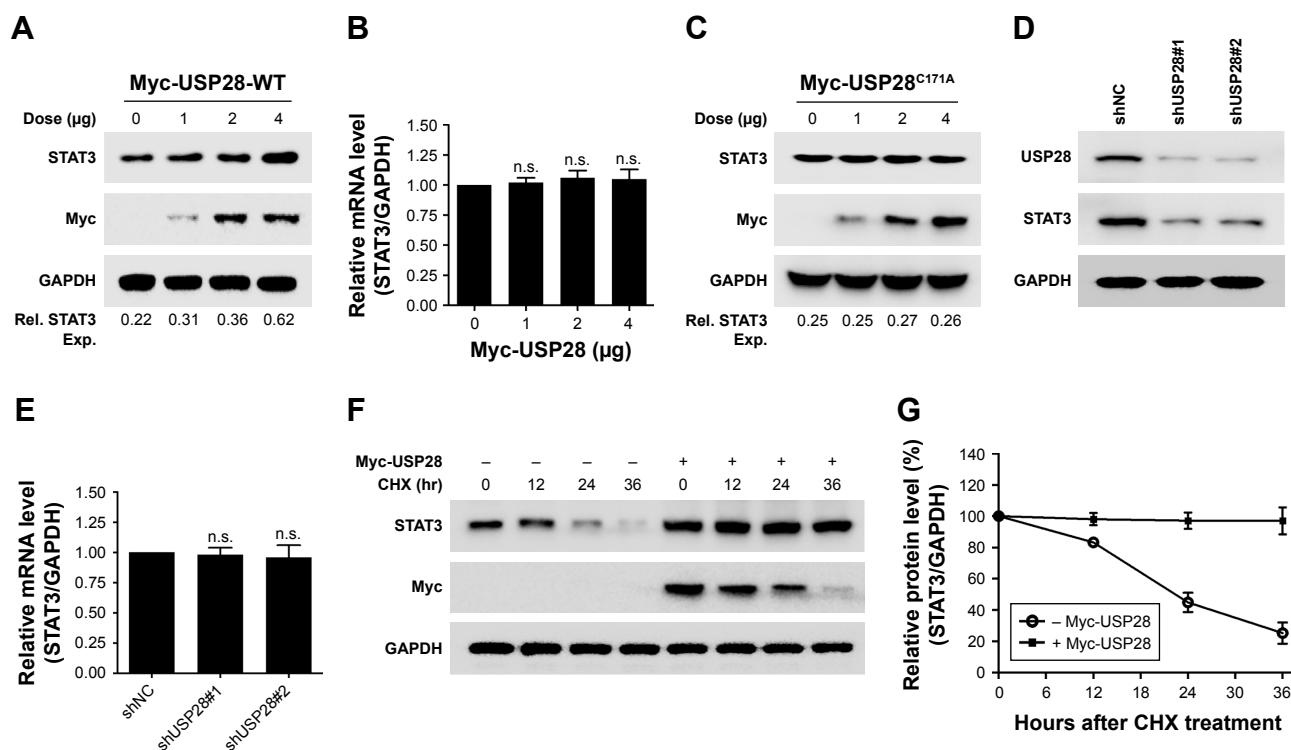 A
Myc-USP28-WT
Dose (µg) 0 1 2 4
STAT3
Myc
GAPDH
Rel. STAT3 0.22 0.31 0.36 0.62
Exp.
B
Relative mRNA level
(STAT3/GAPDH)
1.50
1.25
1.00
0.75
0.50
0.25
0.00
n.s. n.s. n.s.
0 1 2 4
Myc-USP28 (µg)
C
Myc-USP28C171A
Dose (µg) 0 1 2 4
STAT3
Myc
GAPDH
Rel. STAT3 0.25 0.25 0.27 0.26
Exp.
D
shNC
shUSP28#1
shUSP28#2
USP28
STAT3
GAPDH
E
Relative mRNA level
(STAT3/GAPDH)
1.50
1.25
1.00
0.75
0.50
0.25
0.00
n.s. n.s.
shNC
shUSP28#1
shUSP28#2
F
Myc-USP28 – – – – + + + +
CHX (hr) 0 12 24 36 0 12 24 36
STAT3
Myc
GAPDH
G
Relative protein level (%)
(STAT3/GAPDH)
140
120
100
80
60
40
20
0
– Myc-USP28
+ Myc-USP28
0 6 12 18 24 30 36
Hours after CHX treatment